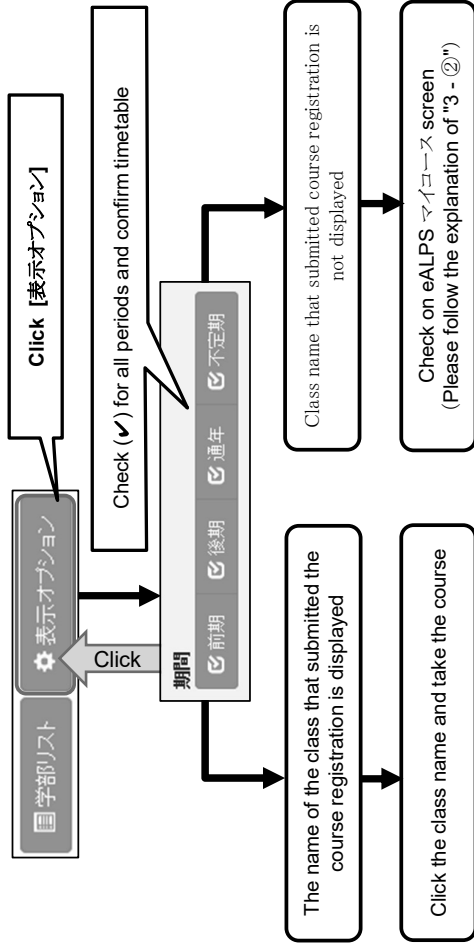 Click [表示オプション]
学部リスト
表示オプション
Click
Check (✔) for all periods and confirm timetable
期間
前期
後期
通年
不定期
The name of the class that submitted the
course registration is displayed
Click the class name and take the course
Class name that submitted course registration is
not displayed
Check on eALPS マイコース screen
(Please follow the explanation of "3 - ②")